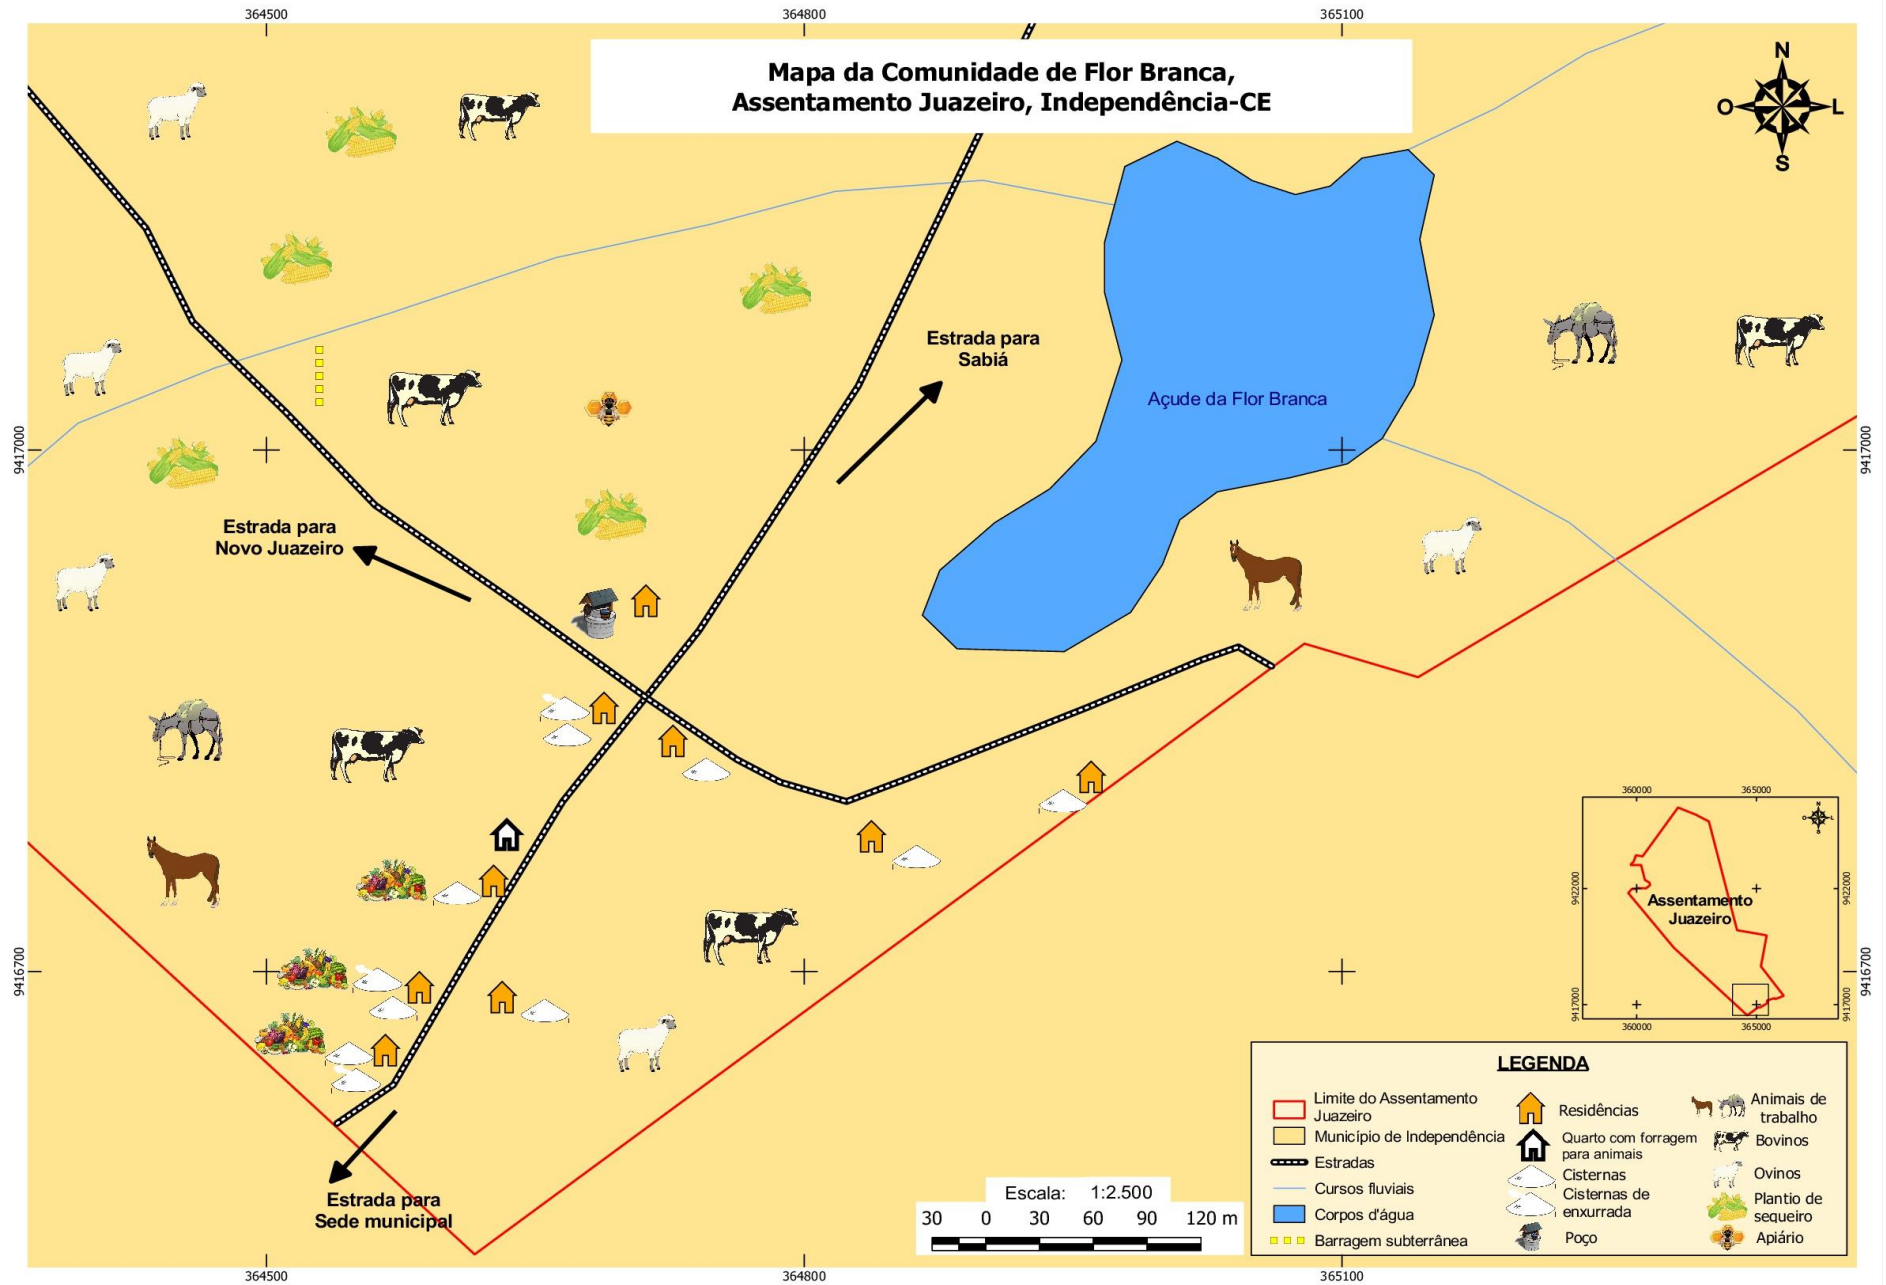 364500
364800
365100
Mapa da Comunidade de Flor Branca,
Assentamento Juazeiro, Independência-CE
N
O
L
S
Estrada para
Sabiá
Açude da Flor Branca
9417000
9417000
Estrada para
Novo Juazeiro
360000
365000
N
O
L
S
9422000
9422000
Assentamento
Juazeiro
9417000
9417000
360000
365000
9416700
9416700
Estrada para
Sede municipal
Escala: 1:2.500
30 0 30 60 90 120 m
LEGENDA
Limite do Assentamento
Juazeiro
Município de Independência
Estradas
Cursos fluviais
Corpos d'água
Barragem subterrânea
Residências
Quarto com forragem
para animais
Cisternas
Cisternas de
enxurrada
Poço
Animais de
trabalho
Bovinos
Ovinos
Plantio de
sequeiro
Apiário
364500
364800
365100